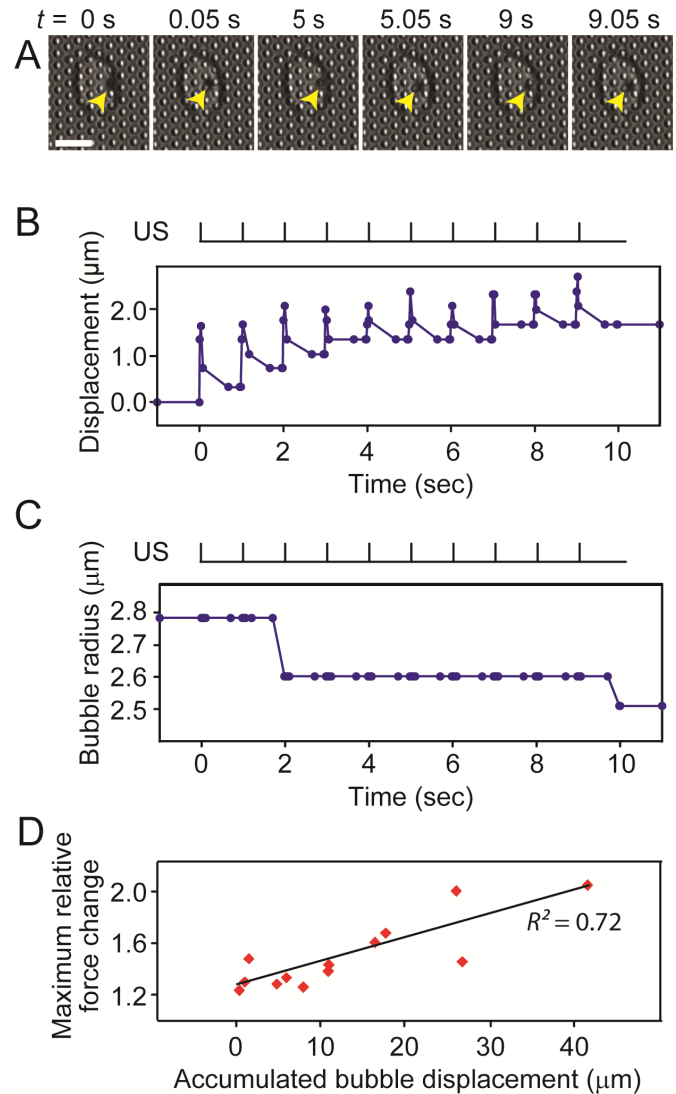 t = 0 s 0.05 s 5 s 5.05 s 9 s 9.05 s
A
B
US
Displacement (μm)
2.0
1.0
0.0
0 2 4 6 8 10
Time (sec)
C
US
Bubble radius (μm)
2.8
2.7
2.6
2.5
0 2 4 6 8 10
Time (sec)
D
Maximum relative
force change
2.0
1.6
1.2
R² = 0.72
0 10 20 30 40
Accumulated bubble displacement (μm)